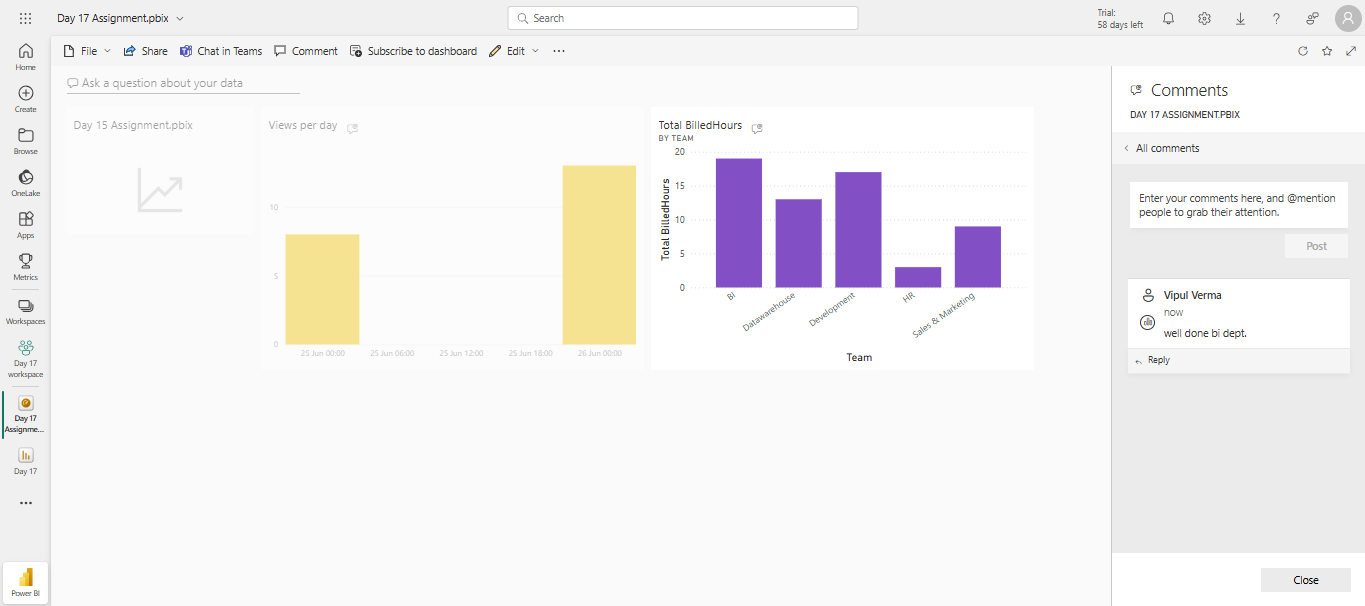 Day 17 Assignment.pbix
Search
Trial:
58 days left
Home
Create
Browse
OneLake
Apps
Metrics
Workspaces
Day 17
workspace
Day 17
Assignme...
Day 17
Power BI
File
Share
Chat in Teams
Comment
Subscribe to dashboard
Edit
Ask a question about your data
Day 15 Assignment.pbix
Views per day
10
5
0
25 Jun 00:00
25 Jun 06:00
25 Jun 12:00
25 Jun 18:00
26 Jun 00:00
Total BilledHours
BY TEAM
Total BilledHours
20
15
10
5
0
BI
Datawarehouse
Development
HR
Sales & Marketing
Team
Comments
DAY 17 ASSIGNMENT.PBIX
All comments
Enter your comments here, and @mention
people to grab their attention.
Post
Vipul Verma
now
well done bi dept.
Reply
Close